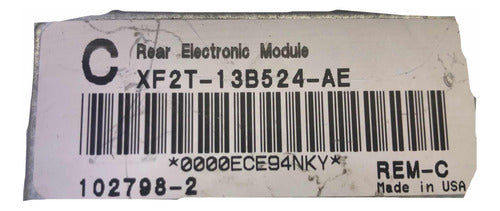 C Rear Electronic Module
XF2T-13B524-AE
*0000ECE94NKY*
102798-2 REM-C
Made in USA